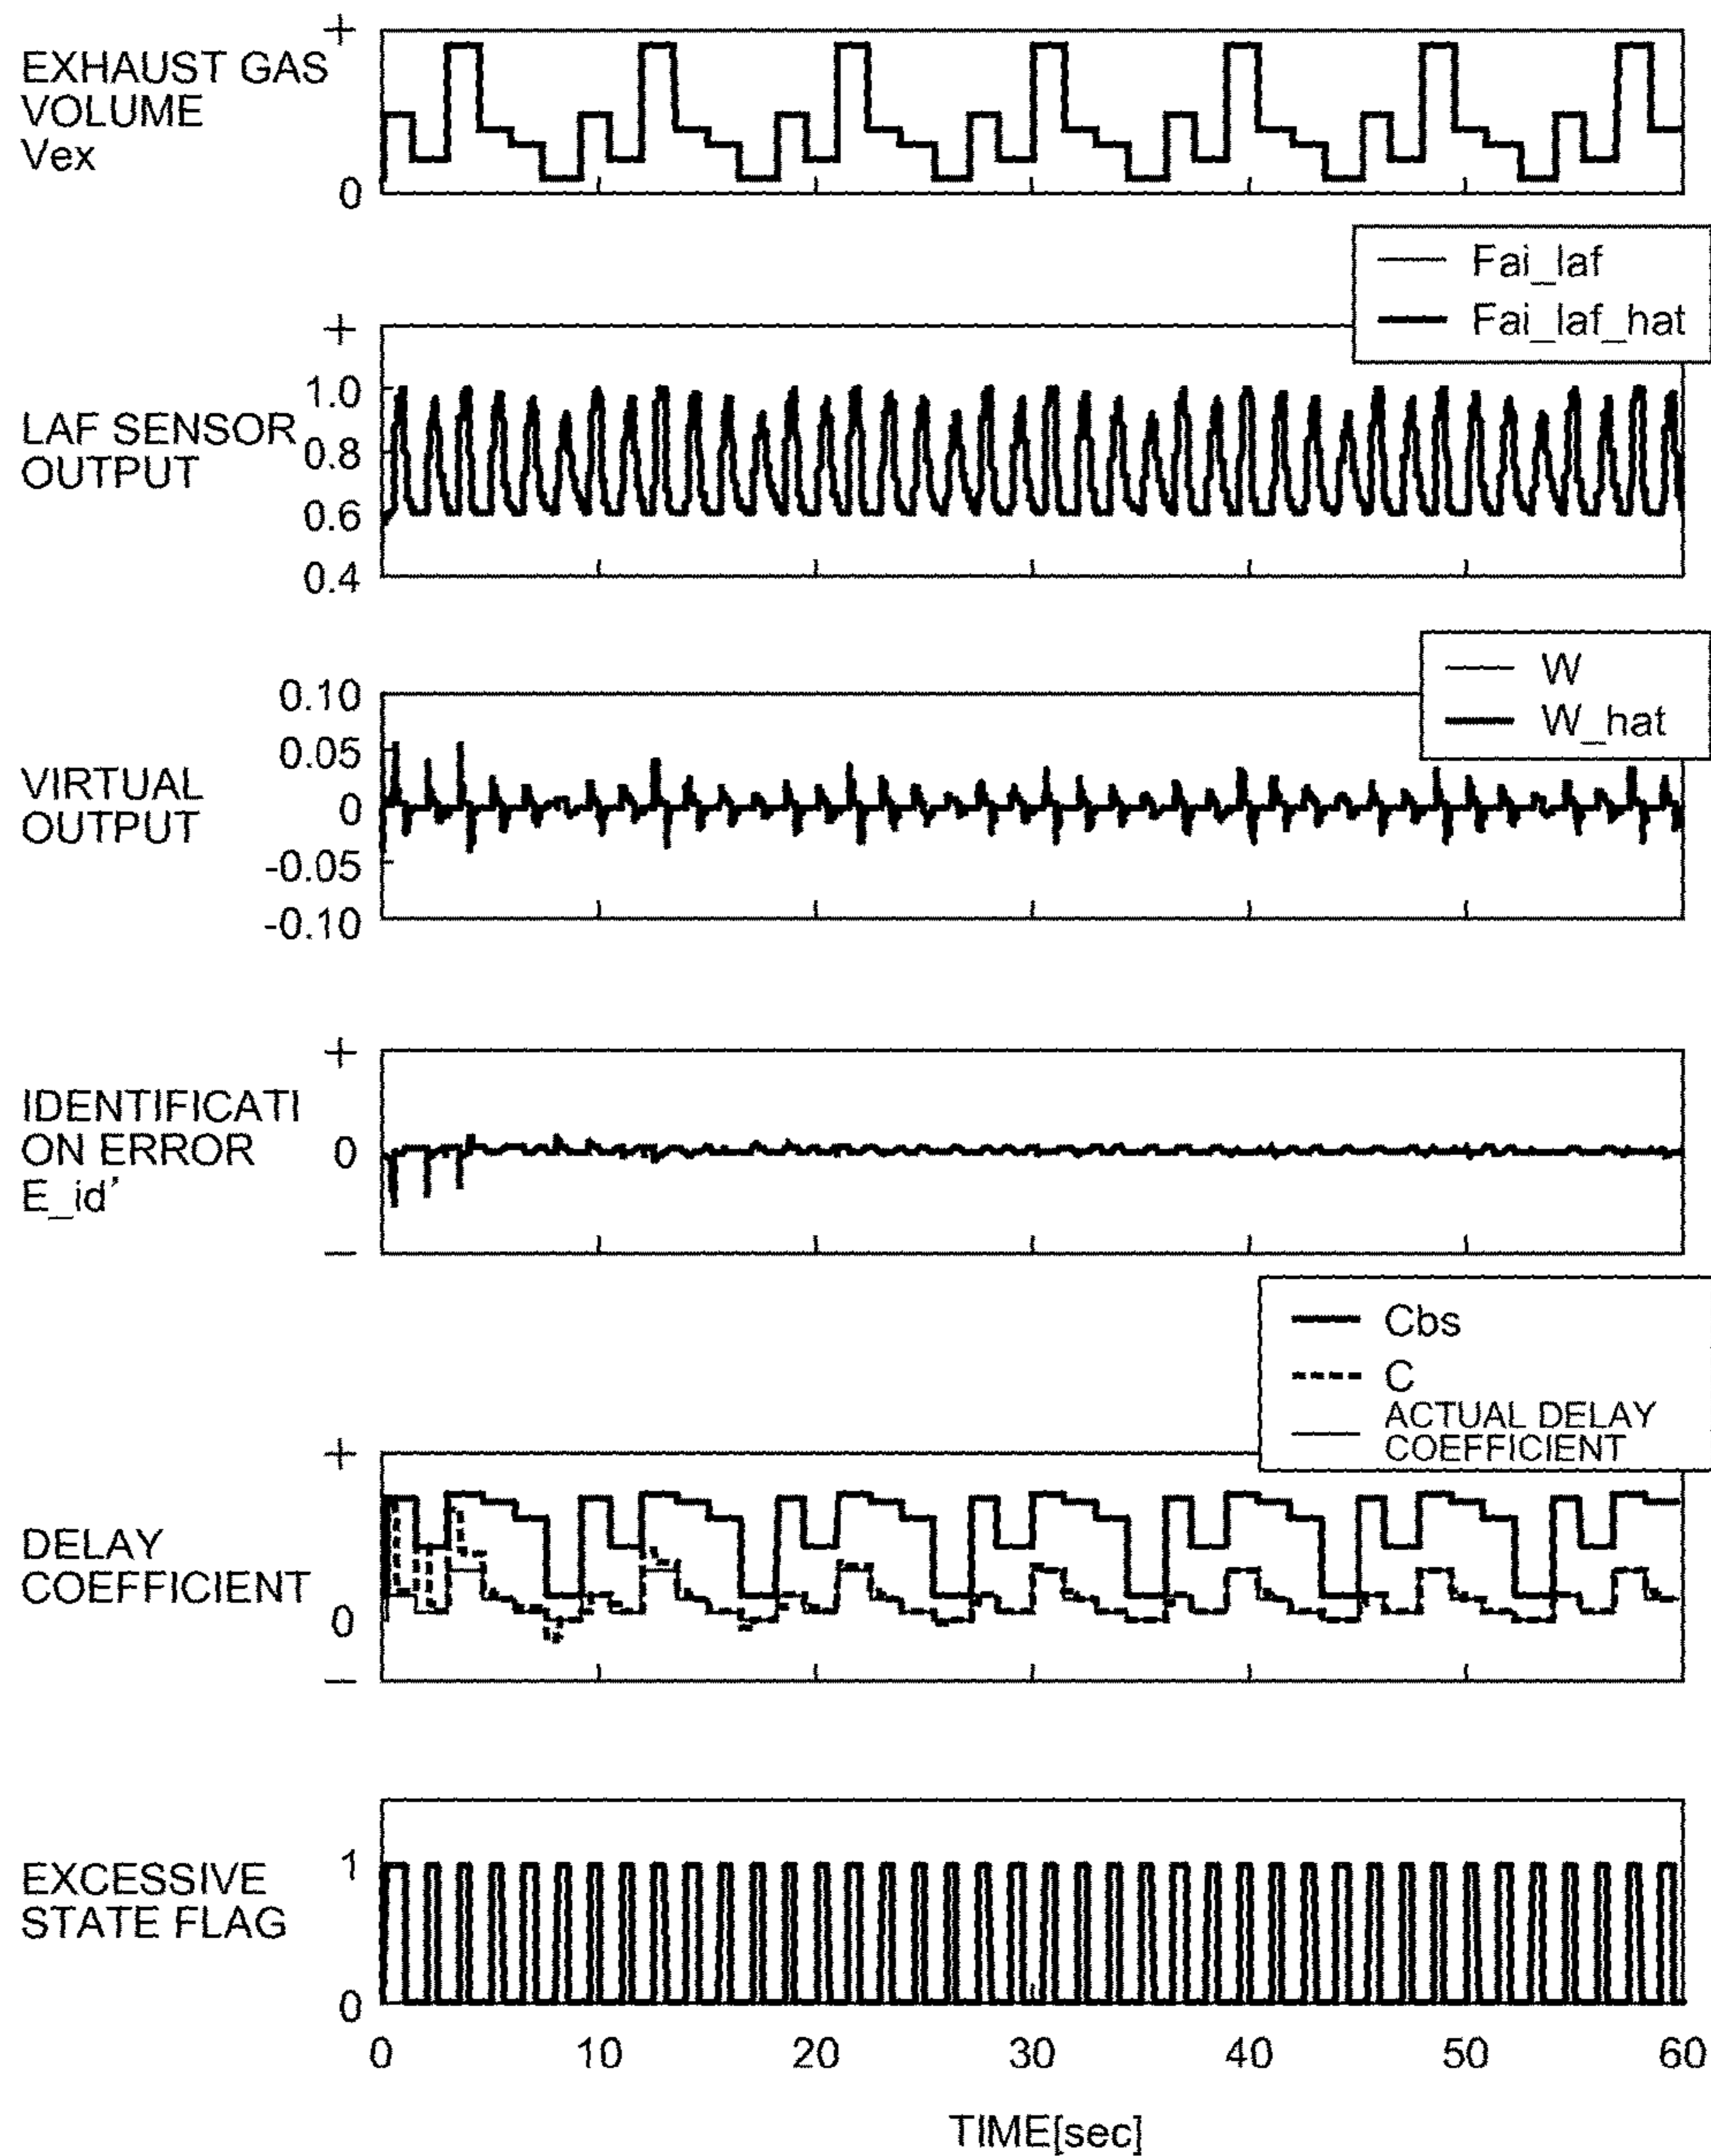 +
EXHAUST GAS
VOLUME
Vex
0
Fai_laf
Fai_laf_hat
+
1.0
LAF SENSOR
OUTPUT
0.8
0.6
0.4
W
W_hat
0.10
0.05
VIRTUAL
OUTPUT
0
-0.05
-0.10
+
IDENTIFICATI
ON ERROR
E_id'
0
−
Cbs
C
ACTUAL DELAY
COEFFICIENT
+
DELAY
COEFFICIENT
0
−
EXCESSIVE
STATE FLAG
1
0
0 10 20 30 40 50 60
TIME[sec]